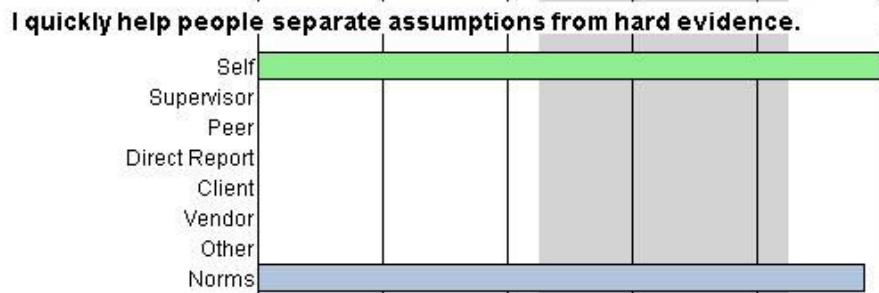 I quickly help people separate assumptions from hard evidence.
Self
Supervisor
Peer
Direct Report
Client
Vendor
Other
Norms